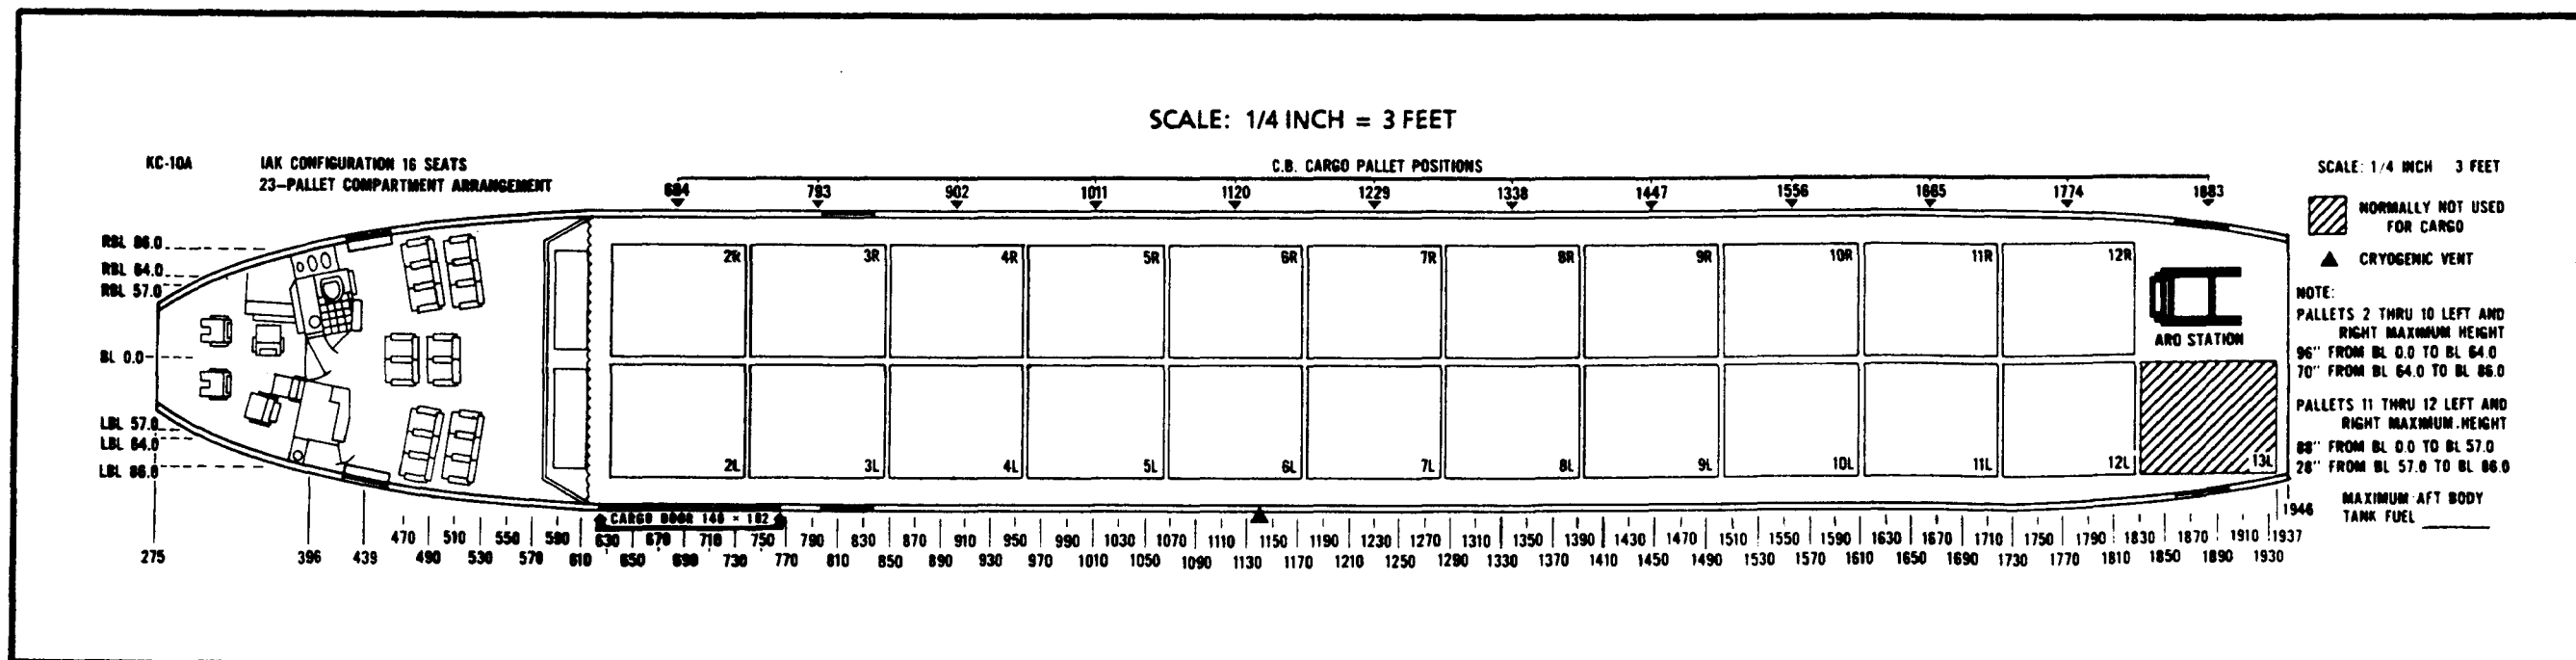 SCALE: 1/4 INCH = 3 FEET
KC-10A
IAK CONFIGURATION 16 SEATS
23-PALLET COMPARTMENT ARRANGEMENT
C.B. CARGO PALLET POSITIONS
684 793 902 1011 1120 1229 1338 1447 1556 1665 1774 1883
SCALE: 1/4 INCH 3 FEET
NORMALLY NOT USED
FOR CARGO
CRYOGENIC VENT
NOTE:
PALLETS 2 THRU 10 LEFT AND
RIGHT MAXIMUM HEIGHT
96" FROM BL 0.0 TO BL 64.0
70" FROM BL 64.0 TO BL 86.0
PALLETS 11 THRU 12 LEFT AND
RIGHT MAXIMUM HEIGHT
88" FROM BL 0.0 TO BL 57.0
28" FROM BL 57.0 TO BL 86.0
MAXIMUM AFT BODY
TANK FUEL
RBL 86.0
RBL 64.0
RBL 57.0
BL 0.0
LBL 57.0
LBL 64.0
LBL 86.0
2R 3R 4R 5R 6R 7R 8R 9R 10R 11R 12R
ARO STATION
2L 3L 4L 5L 6L 7L 8L 9L 10L 11L 12L 13L
CARGO DOOR 140 × 102
1946
470 510 550 590 630 670 710 750 790 830 870 910 950 990 1030 1070 1110 1150 1190 1230 1270 1310 1350 1390 1430 1470 1510 1550 1590 1630 1670 1710 1750 1790 1830 1870 1910 1937
275 396 439 490 530 570 610 650 690 730 770 810 850 890 930 970 1010 1050 1090 1130 1170 1210 1250 1290 1330 1370 1410 1450 1490 1530 1570 1610 1650 1690 1730 1770 1810 1850 1890 1930